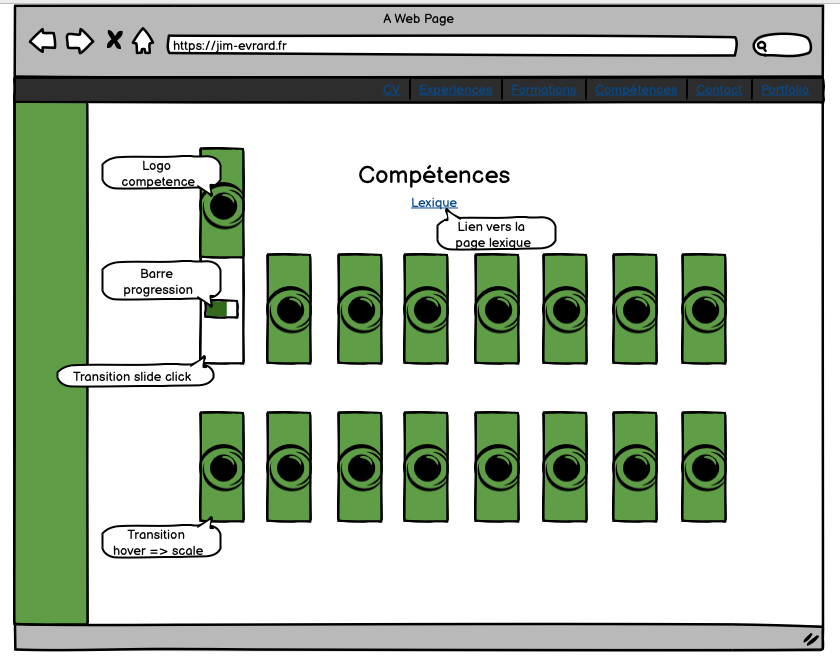 A Web Page
https://jim-evrard.fr
CV Experiences Formations Compétences Contact Portfolio
Logo
competence
Compétences
Lexique
Lien vers la
page lexique
Barre
progression
Transition slide click
Transition
hover => scale